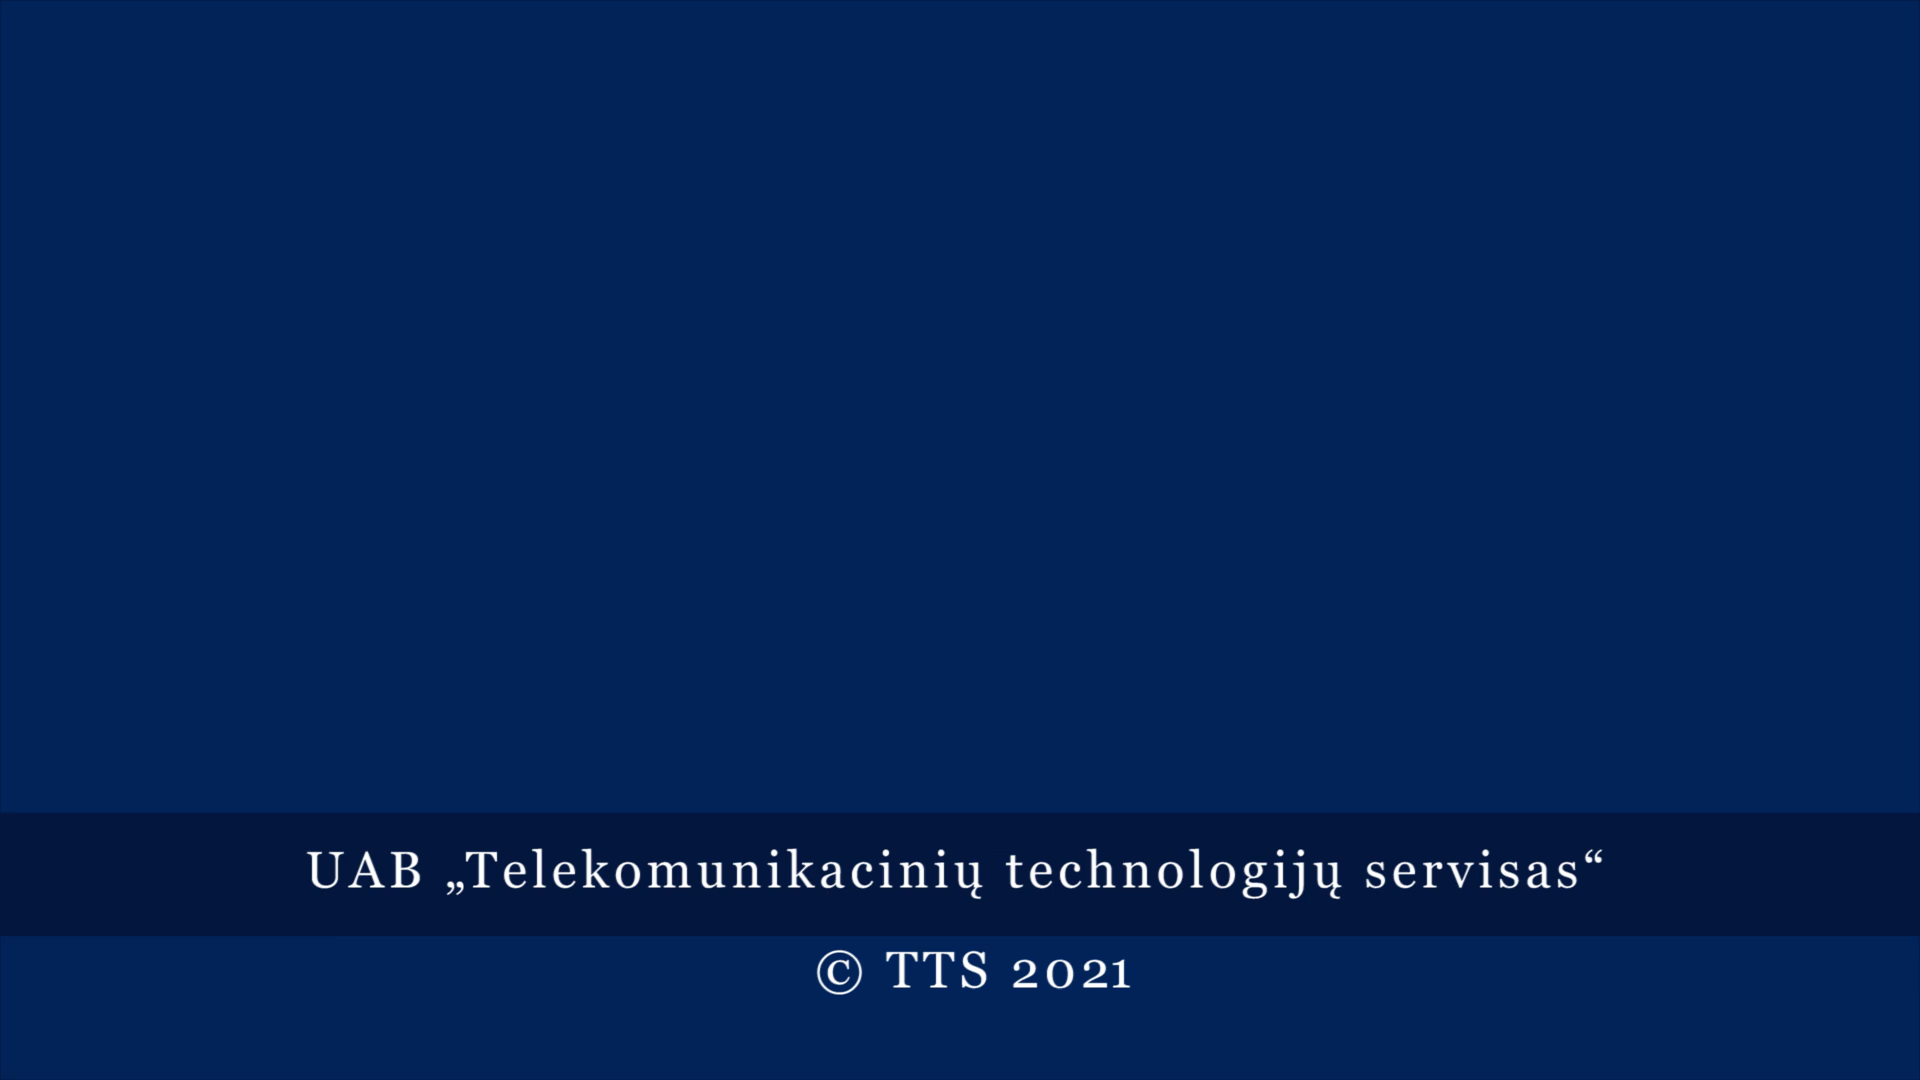 UAB „Telekomunikacinių technologijų servisas“
© TTS 2021